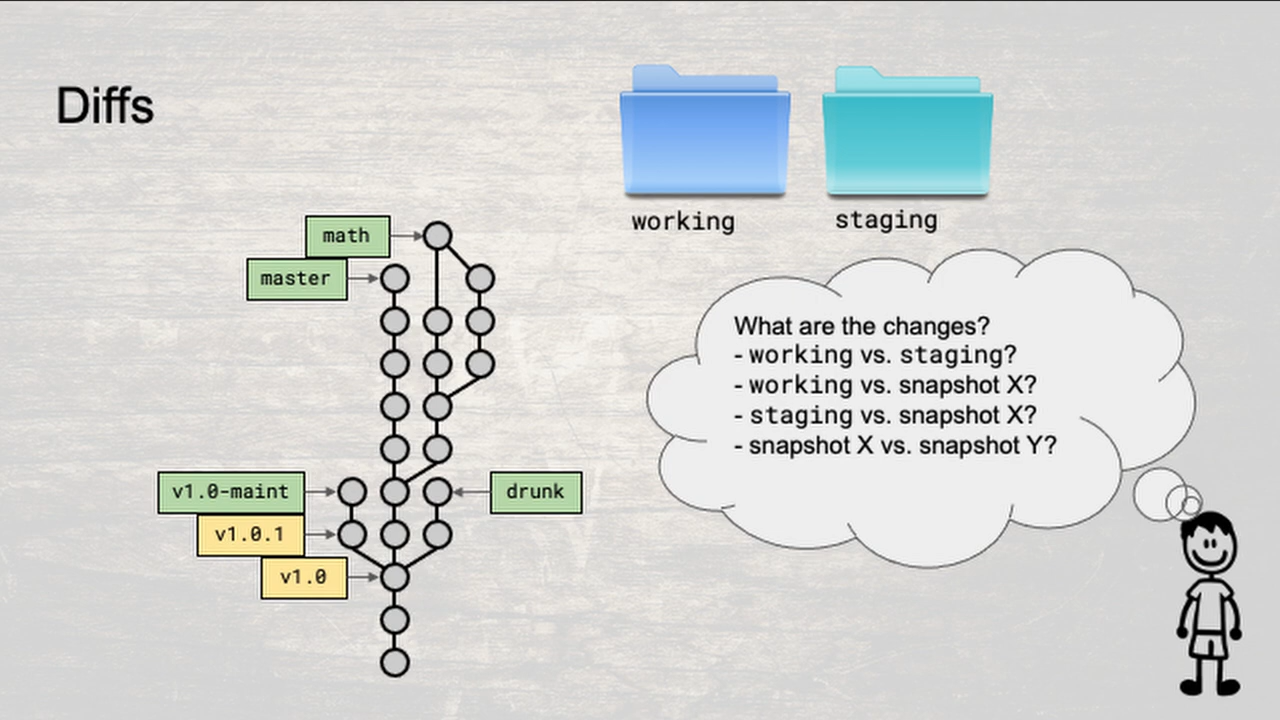 Diffs
working
staging
math
master
What are the changes?
- working vs. staging?
- working vs. snapshot X?
- staging vs. snapshot X?
- snapshot X vs. snapshot Y?
v1.0-maint
drunk
v1.0.1
v1.0